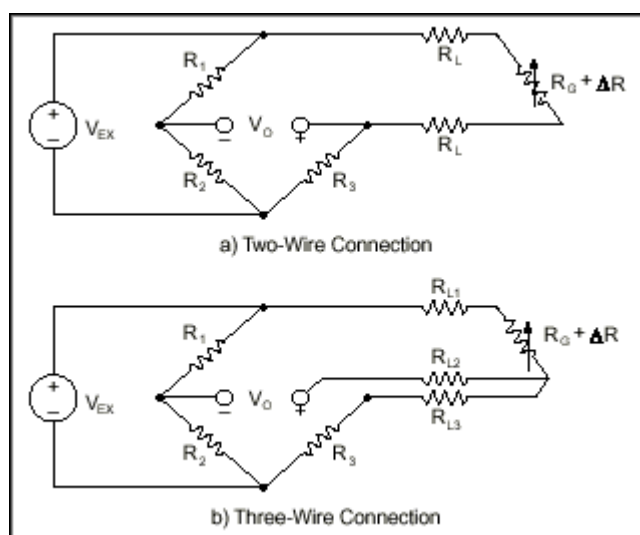 R1
RL
RG + ΔR
+
−
VEX
−
VO
+
R2
R3
RL
a) Two-Wire Connection
RL1
R1
RG + ΔR
RL2
+
−
VEX
−
VO
+
RL3
R2
R3
b) Three-Wire Connection